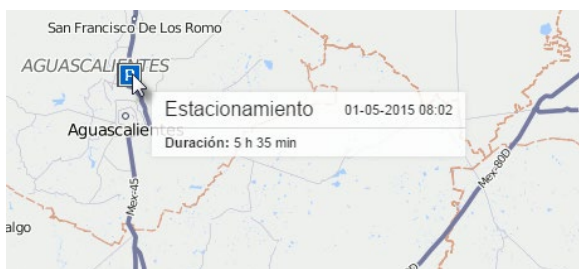 San Francisco De Los Romo
AGUASCALIENTES
P
Estacionamiento 01-05-2015 08:02
Aguascalientes
Duración: 5 h 35 min
Mex-45
Mex-80D
algo
80D